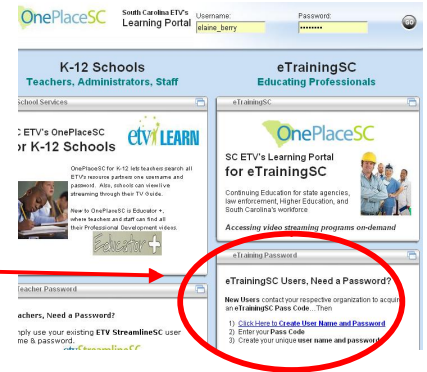 OnePlaceSC
South Carolina ETV's
Learning Portal
Username:
Password:
elaine_berry
••••••••
GO
K-12 Schools
Teachers, Administrators, Staff
eTrainingSC
Educating Professionals
School Services
C ETV's OnePlaceSC
or K-12 Schools
etv LEARN
OnePlaceSC for K-12 lets teachers search all
ETV's resource partners one username and
password. Also, schools can view live
streaming through their TV Guide.
New to OnePlaceSC is Educator +,
where teachers and staff can find all
their Professional Development videos.
Educator +
eTrainingSC
OnePlaceSC
SC ETV's Learning Portal
for eTrainingSC
Continuing Education for state agencies,
law enforcement, Higher Education, and
South Carolina's workforce
Accessing video streaming programs on-demand
Teacher Password
achers, Need a Password?
ply use your existing ETV StreamlineSC user
me & password.
etvStreamlineSC
eTraining Password
eTrainingSC Users, Need a Password?
New Users contact your respective organization to acquir
an eTrainingSC Pass Code...Then
1) Click Here to Create User Name and Password
2) Enter your Pass Code
3) Create your unique user name and password